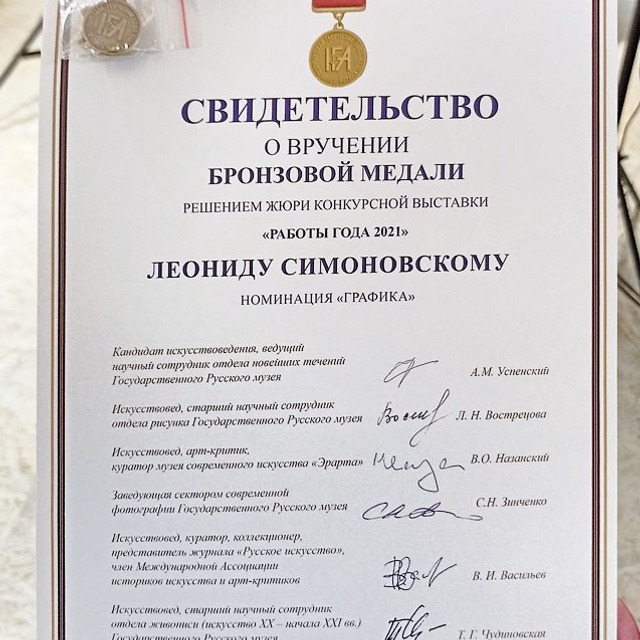 СВИДЕТЕЛЬСТВО
О ВРУЧЕНИИ
БРОНЗОВОЙ МЕДАЛИ
РЕШЕНИЕМ ЖЮРИ КОНКУРСНОЙ ВЫСТАВКИ
«РАБОТЫ ГОДА 2021»
ЛЕОНИДУ СИМОНОВСКОМУ
НОМИНАЦИЯ «ГРАФИКА»
Кандидат искусствоведения, ведущий
научный сотрудник отдела новейших течений
Государственного Русского музея
А.М. Успенский
Искусствовед, старший научный сотрудник
отдела рисунка Государственного Русского музея
Л. Н. Вострецова
Искусствовед, арт-критик,
куратор музея современного искусства «Эрарта»
В.О. Назанский
Заведующая сектором современной
фотографии Государственного Русского музея
С.Н. Зинченко
Искусствовед, куратор, коллекционер,
представитель журнала «Русское искусство»,
член Международной Ассоциации
историков искусства и арт-критиков
В. И. Васильев
Искусствовед, старший научный сотрудник
отдела живописи (искусство XX – начала XXI вв.)
Государственного Русского музея
Т. Г. Чудиновская